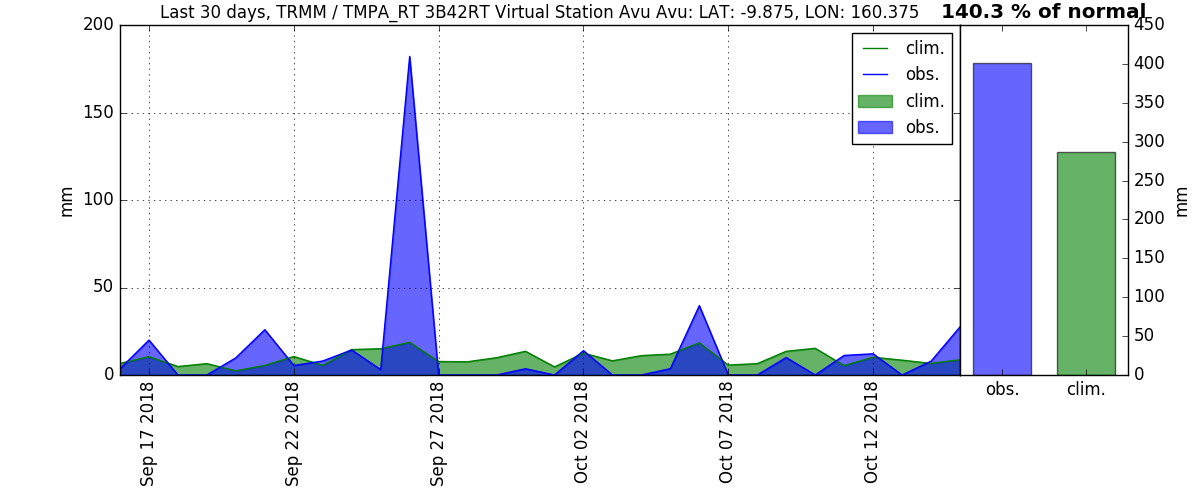 Last 30 days, TRMM / TMPA_RT 3B42RT Virtual Station Avu Avu: LAT: -9.875, LON: 160.375
140.3 % of normal
200
150
100
50
0
mm
clim.
obs.
clim.
obs.
Sep 17 2018
Sep 22 2018
Sep 27 2018
Oct 02 2018
Oct 07 2018
Oct 12 2018
450
400
350
300
250
200
150
100
50
0
mm
obs.
clim.